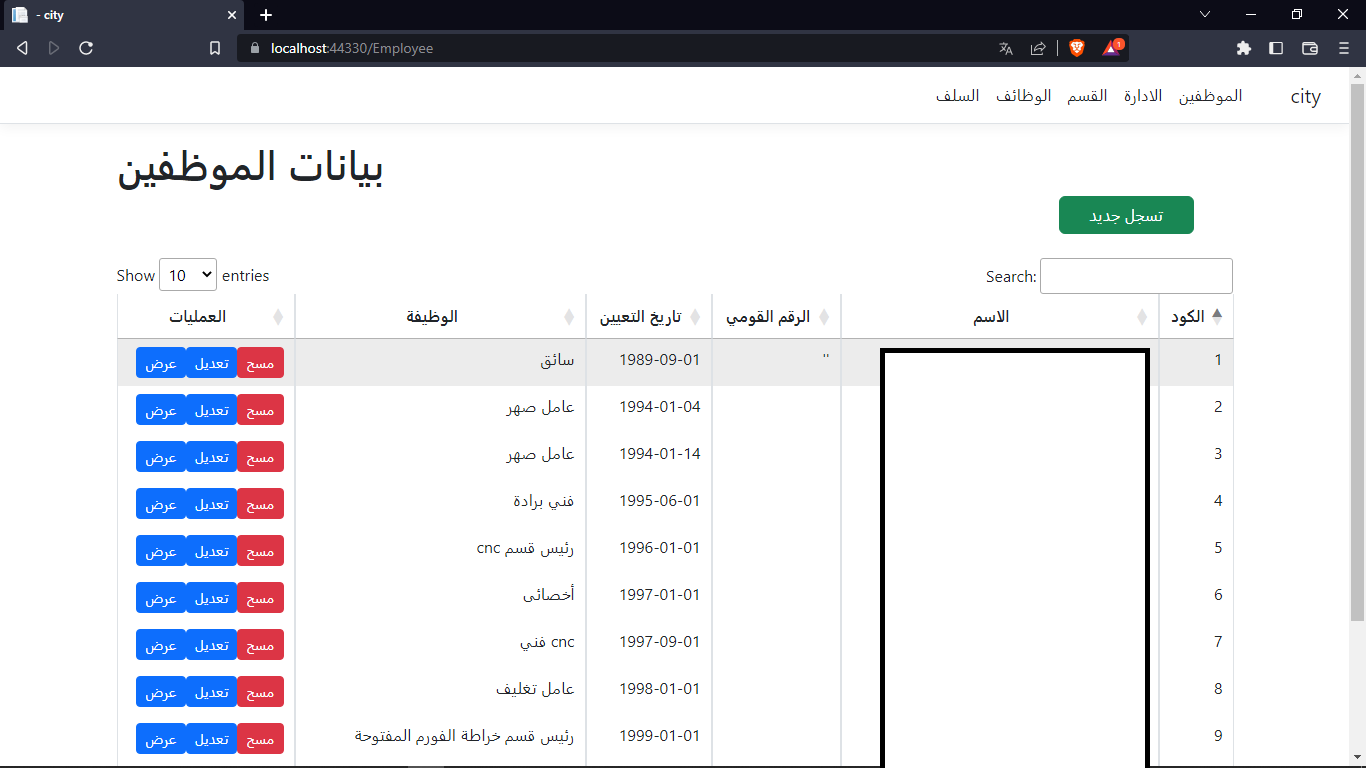 - city
localhost:44330/Employee
1
city الموظفين الادارة القسم الوظائف السلف
بيانات الموظفين
تسجل جديد
Show 10 entries Search:
الكود الاسم الرقم القومي تاريخ التعيين الوظيفة العمليات
1 '' 1989-09-01 سائق مسح تعديل عرض
2 1994-01-04 عامل صهر مسح تعديل عرض
3 1994-01-14 عامل صهر مسح تعديل عرض
4 1995-06-01 فني برادة مسح تعديل عرض
5 1996-01-01 رئيس قسم cnc مسح تعديل عرض
6 1997-01-01 أخصائى مسح تعديل عرض
7 1997-09-01 cnc فني مسح تعديل عرض
8 1998-01-01 عامل تغليف مسح تعديل عرض
9 1999-01-01 رئيس قسم خراطة الفورم المفتوحة مسح تعديل عرض